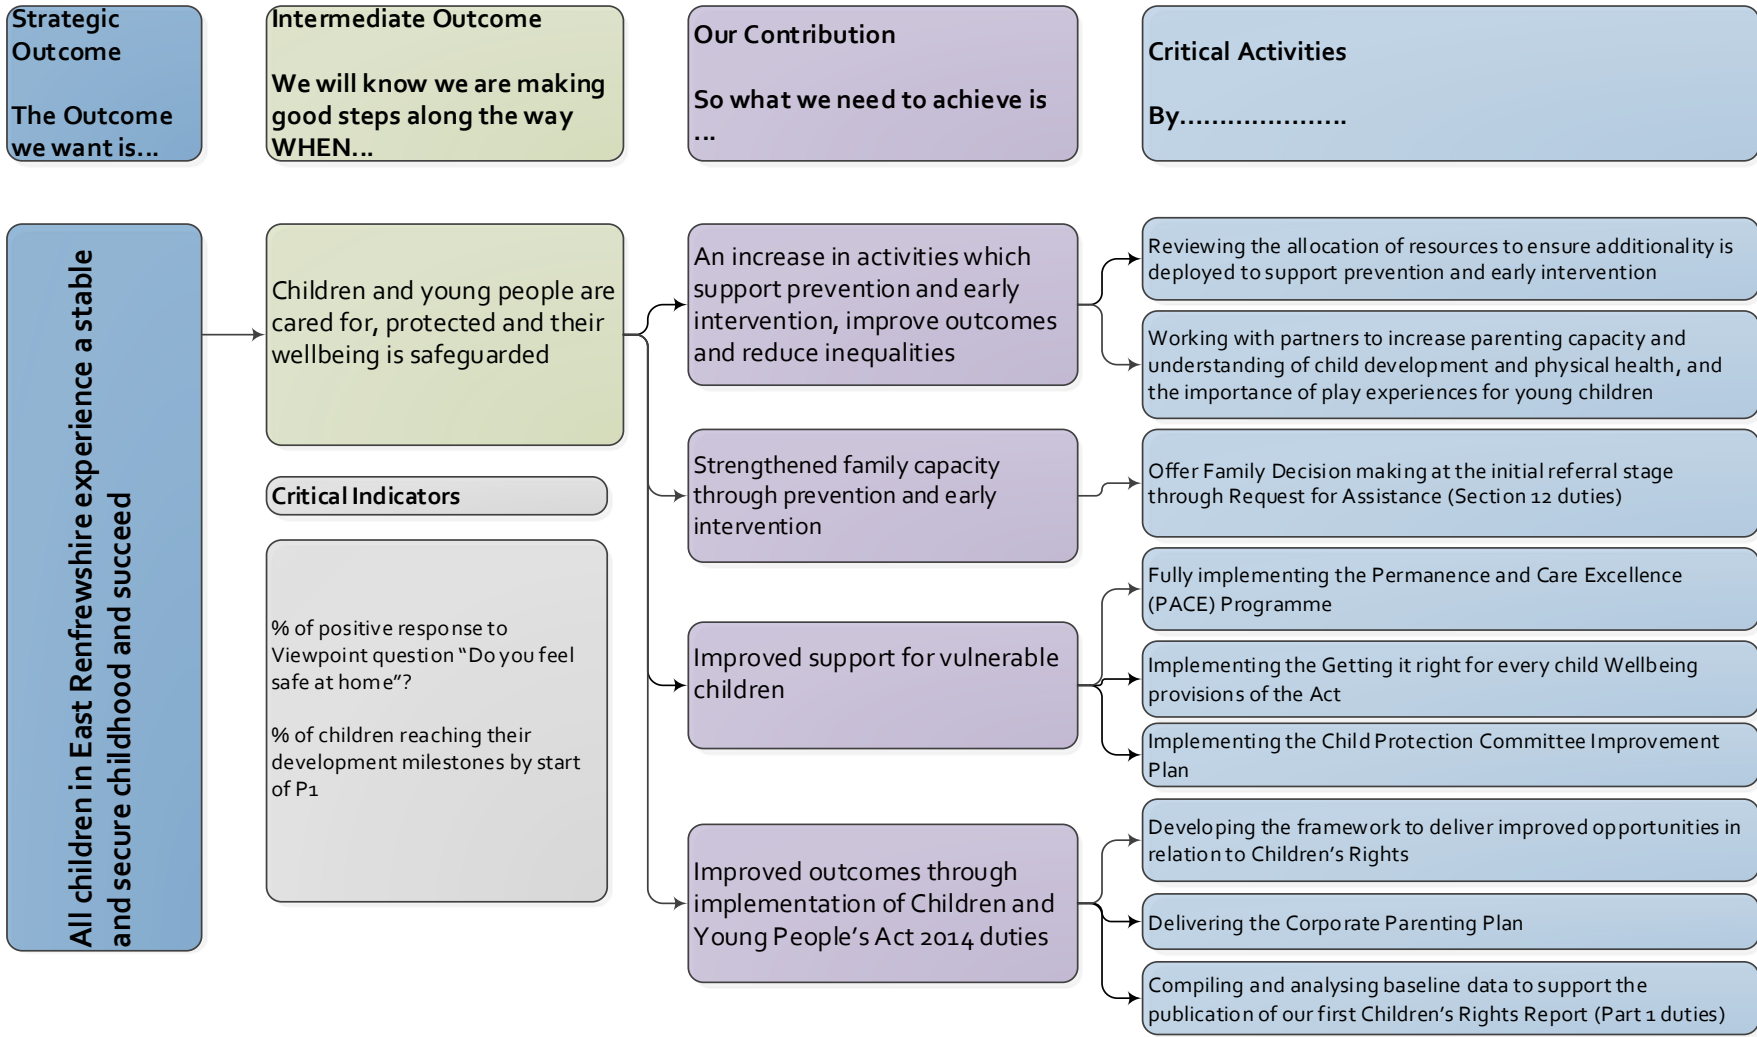 Strategic
Outcome
The Outcome
we want is...
Intermediate Outcome
We will know we are making
good steps along the way
WHEN...
Our Contribution
So what we need to achieve is
...
Critical Activities
By.....................
All children in East Renfrewshire experience a stable
and secure childhood and succeed
Children and young people are
cared for, protected and their
wellbeing is safeguarded
Critical Indicators
% of positive response to
Viewpoint question “Do you feel
safe at home”?
% of children reaching their
development milestones by start
of P1
An increase in activities which
support prevention and early
intervention, improve outcomes
and reduce inequalities
Strengthened family capacity
through prevention and early
intervention
Improved support for vulnerable
children
Improved outcomes through
implementation of Children and
Young People’s Act 2014 duties
Reviewing the allocation of resources to ensure additionality is
deployed to support prevention and early intervention
Working with partners to increase parenting capacity and
understanding of child development and physical health, and
the importance of play experiences for young children
Offer Family Decision making at the initial referral stage
through Request for Assistance (Section 12 duties)
Fully implementing the Permanence and Care Excellence
(PACE) Programme
Implementing the Getting it right for every child Wellbeing
provisions of the Act
Implementing the Child Protection Committee Improvement
Plan
Developing the framework to deliver improved opportunities in
relation to Children’s Rights
Delivering the Corporate Parenting Plan
Compiling and analysing baseline data to support the
publication of our first Children’s Rights Report (Part 1 duties)